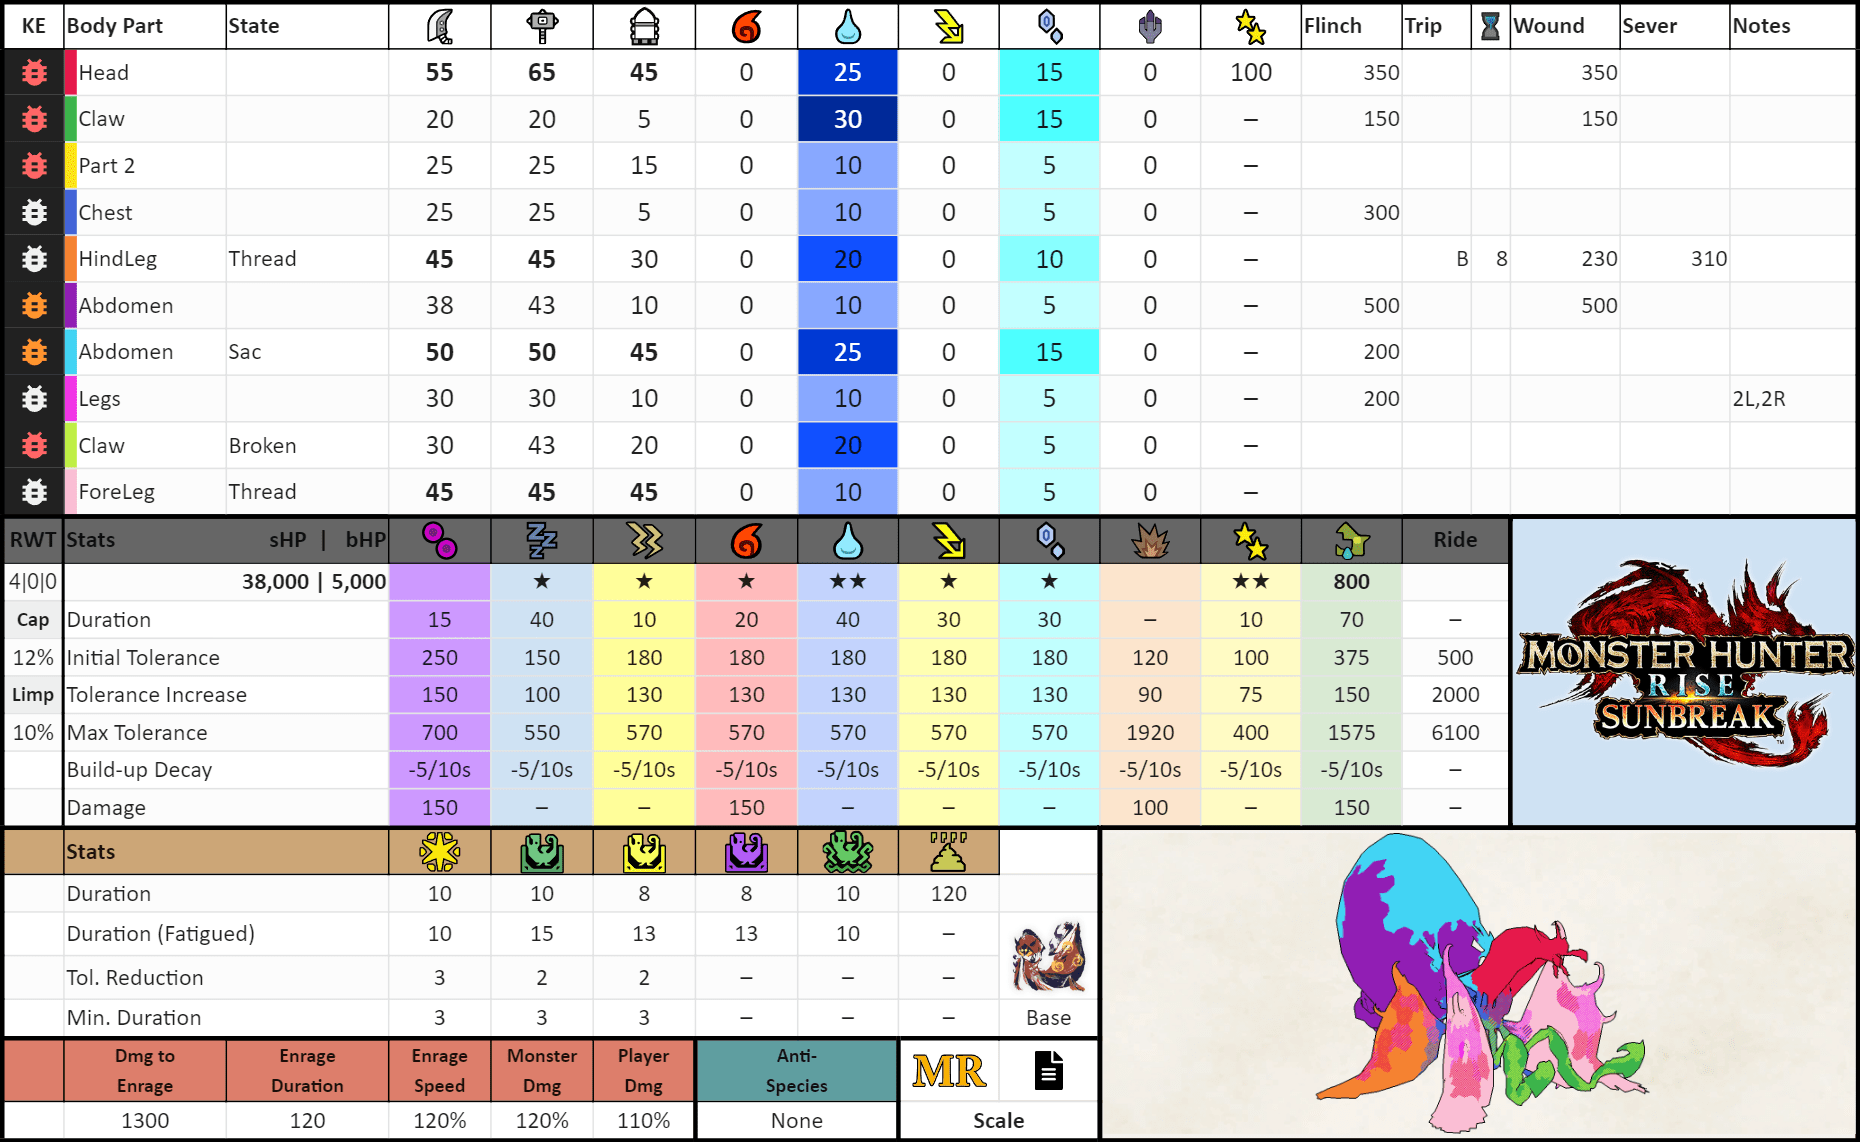 KE Body Part State Flinch Trip Wound Sever Notes
Head 55 65 45 0 25 0 15 0 100 350 350
Claw 20 20 5 0 30 0 15 0 – 150 150
Part 2 25 25 15 0 10 0 5 0 –
Chest 25 25 5 0 10 0 5 0 – 300
HindLeg Thread 45 45 30 0 20 0 10 0 – B 8 230 310
Abdomen 38 43 10 0 10 0 5 0 – 500 500
Abdomen Sac 50 50 45 0 25 0 15 0 – 200
Legs 30 30 10 0 10 0 5 0 – 200 2L,2R
Claw Broken 30 43 20 0 20 0 5 0 –
ForeLeg Thread 45 45 45 0 10 0 5 0 –
RWT Stats sHP | bHP Ride
4|0|0 38,000 | 5,000 ★ ★ ★ ★★ ★ ★ ★★ 800
Cap Duration 15 40 10 20 40 30 30 – 10 70 –
12% Initial Tolerance 250 150 180 180 180 180 180 120 100 375 500
Limp Tolerance Increase 150 100 130 130 130 130 130 90 75 150 2000
10% Max Tolerance 700 550 570 570 570 570 570 1920 400 1575 6100
Build-up Decay -5/10s -5/10s -5/10s -5/10s -5/10s -5/10s -5/10s -5/10s -5/10s -5/10s –
Damage 150 – – 150 – – – 100 – 150 –
MONSTER HUNTER
RISE
SUNBREAK™
Stats
Duration 10 10 8 8 10 120
Duration (Fatigued) 10 15 13 13 10 –
Tol. Reduction 3 2 2 – – –
Min. Duration 3 3 3 – – – Base
Dmg to Enrage Enrage Monster Player Anti-
Enrage Duration Speed Dmg Dmg Species MR
1300 120 120% 120% 110% None Scale